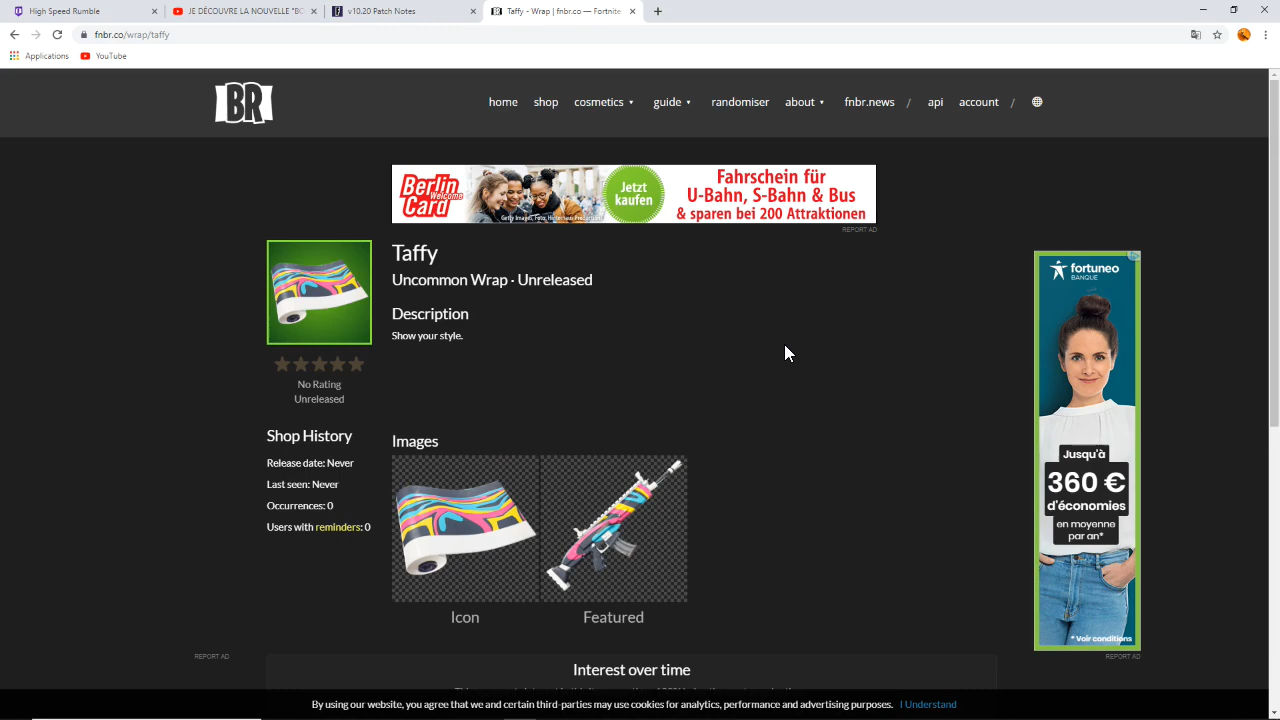 High Speed Rumble
JE DÉCOUVRE LA NOUVELLE "BO
v10.20 Patch Notes
Taffy - Wrap | fnbr.co — Fortnite
fnbr.co/wrap/taffy
Applications
YouTube
BR
home
shop
cosmetics
guide
randomiser
about
fnbr.news
/
api
account
/
Berlin
Welcome
Card
Jetzt
kaufen
Fahrschein für
U-Bahn, S-Bahn & Bus
& sparen bei 200 Attraktionen
REPORT AD
Taffy
Uncommon Wrap · Unreleased
Description
Show your style.
No Rating
Unreleased
Shop History
Release date: Never
Last seen: Never
Occurrences: 0
Users with reminders: 0
Images
Icon
Featured
fortuneo
BANQUE
Jusqu'à
360 €
d'économies
en moyenne
par an*
* Voir conditions
REPORT AD
REPORT AD
Interest over time
By using our website, you agree that we and certain third-parties may use cookies for analytics, performance and advertising purposes. I Understand